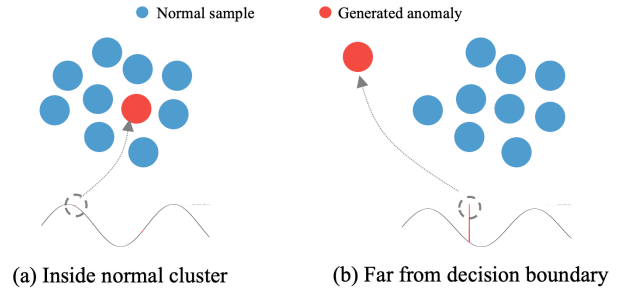 Normal sample
Generated anomaly
(a) Inside normal cluster
(b) Far from decision boundary